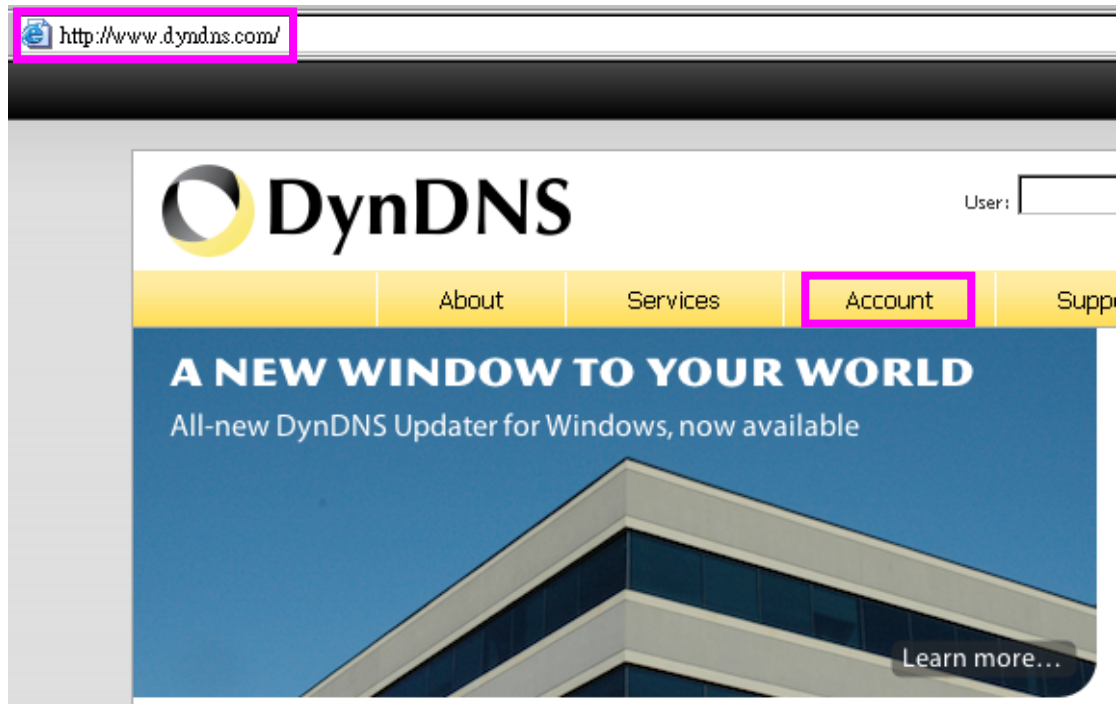 http://www.dyndns.com/
DynDNS
User:
About Services Account Suppo
A NEW WINDOW TO YOUR WORLD
All-new DynDNS Updater for Windows, now available
Learn more...